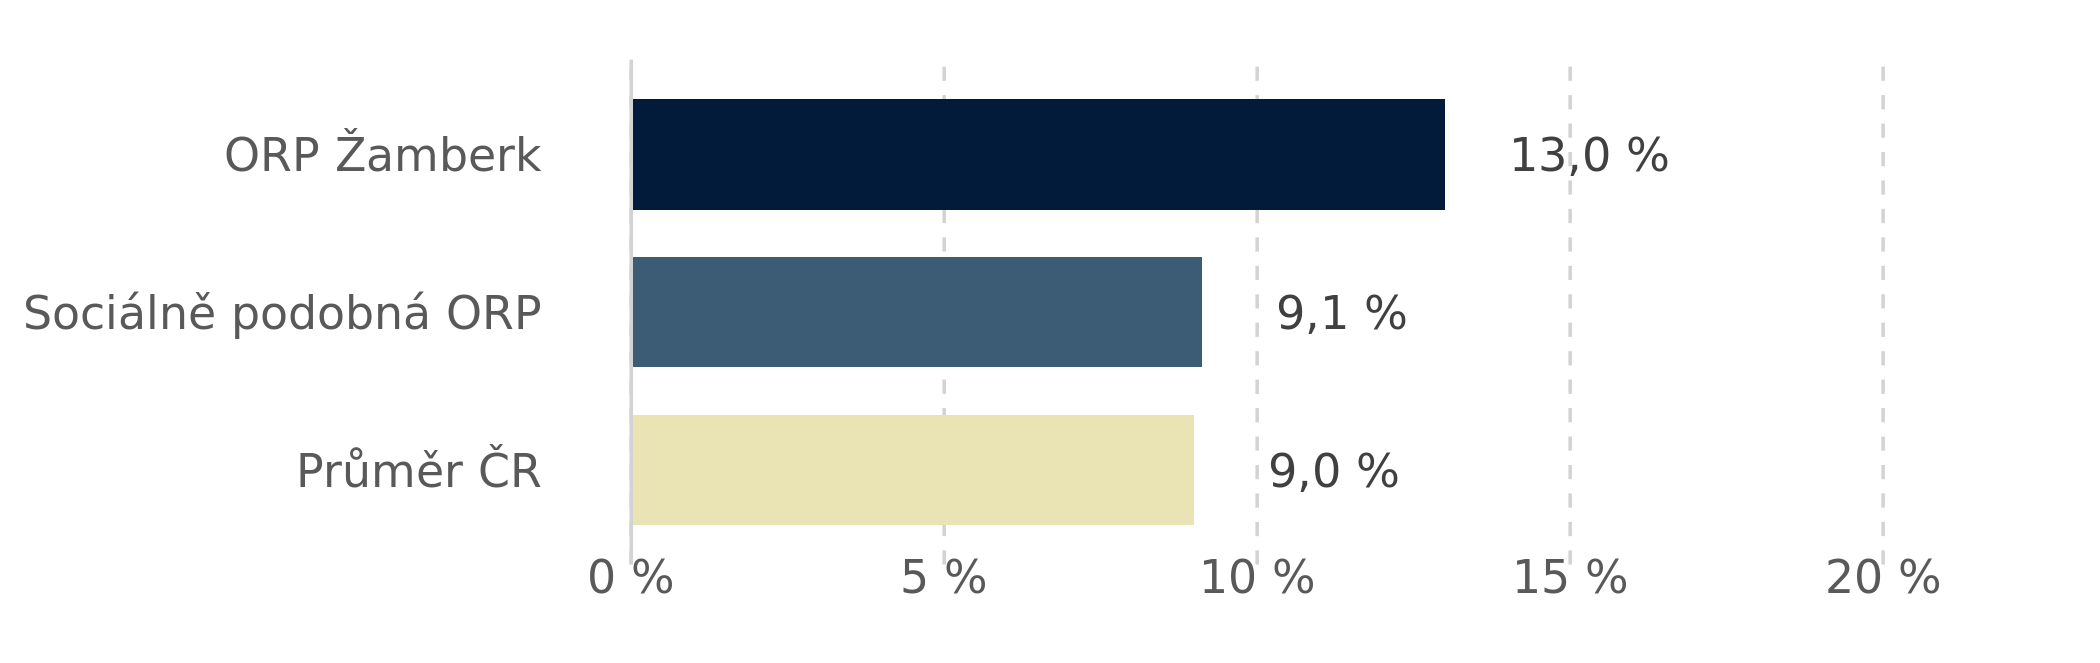 ORP Žamberk 13,0 %
Sociálně podobná ORP 9,1 %
Průměr ČR 9,0 %
0 % 5 % 10 % 15 % 20 %